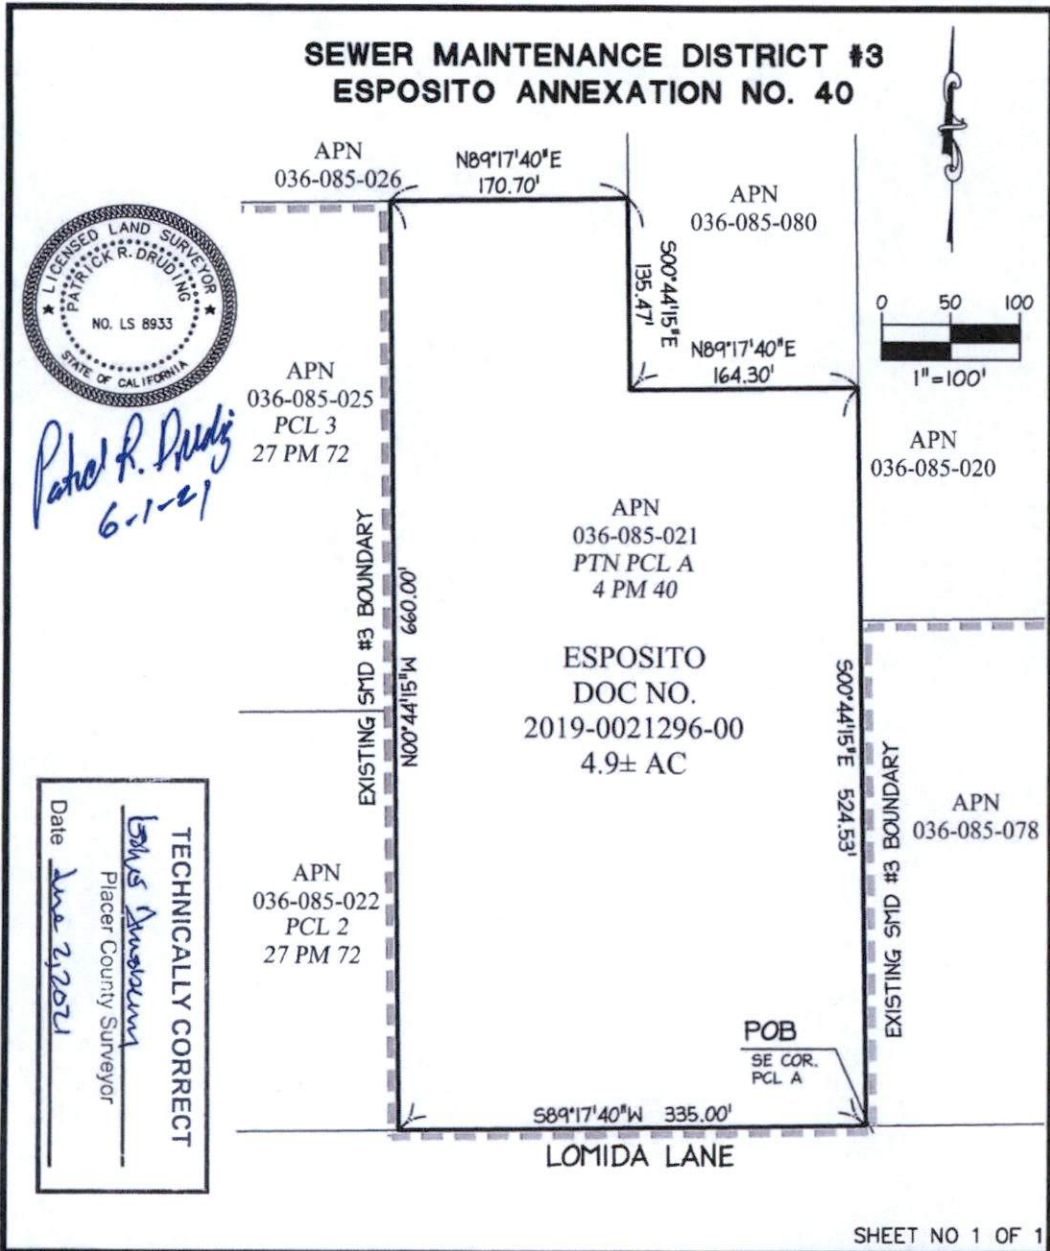 SEWER MAINTENANCE DISTRICT #3
ESPOSITO ANNEXATION NO. 40
APN
036-085-026
N89°17'40"E
170.70'
APN
036-085-080
LICENSED LAND SURVEYOR
PATRICK R. DRUDING
NO. LS 8933
STATE OF CALIFORNIA
S00°44'15"E
135.47'
0 50 100
1"=100'
N89°17'40"E
164.30'
APN
036-085-025
PCL 3
27 PM 72
Patrick R. Druding
6-1-21
APN
036-085-020
APN
036-085-021
PTN PCL A
4 PM 40
EXISTING SMD #3 BOUNDARY
N00°44'15"W 660.00'
ESPOSITO
DOC NO.
2019-0021296-00
4.9± AC
S00°44'15"E 524.53'
EXISTING SMD #3 BOUNDARY
APN
036-085-078
APN
036-085-022
PCL 2
27 PM 72
TECHNICALLY CORRECT
Placer County Surveyor
Date June 2, 2021
POB
SE COR.
PCL A
S89°17'40"W 335.00'
LOMIDA LANE
SHEET NO 1 OF 1